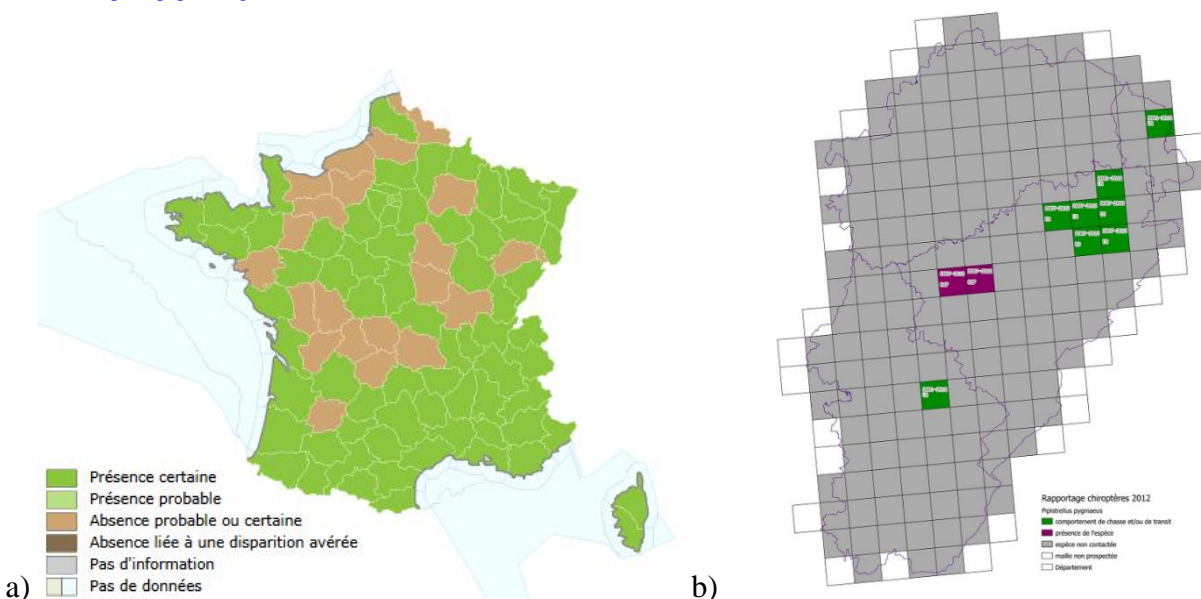 Présence certaine
Présence probable
Absence probable ou certaine
Absence liée à une disparition avérée
Pas d'information
Pas de données
a)
Rapportage chiroptères 2012
Pipistrellus pygmaeus
comportement de chasse et/ou de transit
présence de l'espèce
espèce non contactée
maille non prospectée
Département
b)